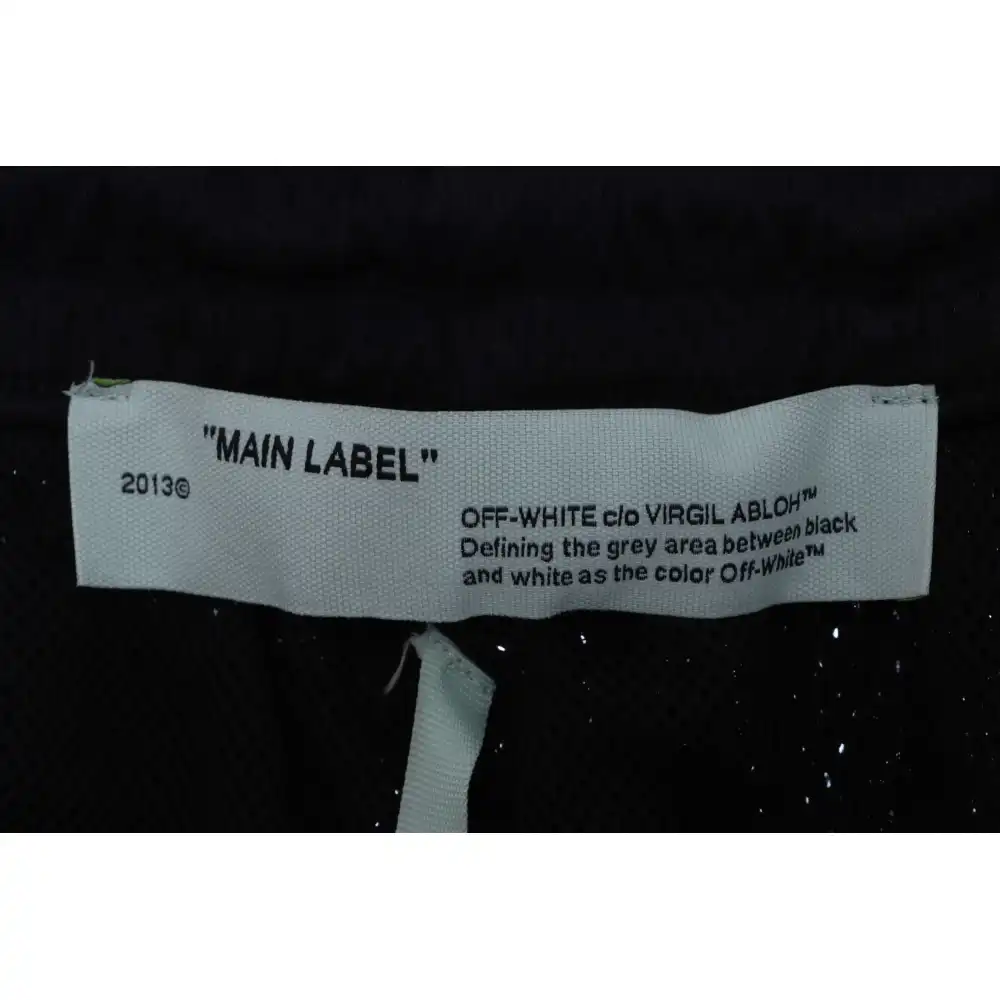 "MAIN LABEL"
2013©
OFF-WHITE c/o VIRGIL ABLOH™
Defining the grey area between black
and white as the color Off-White™